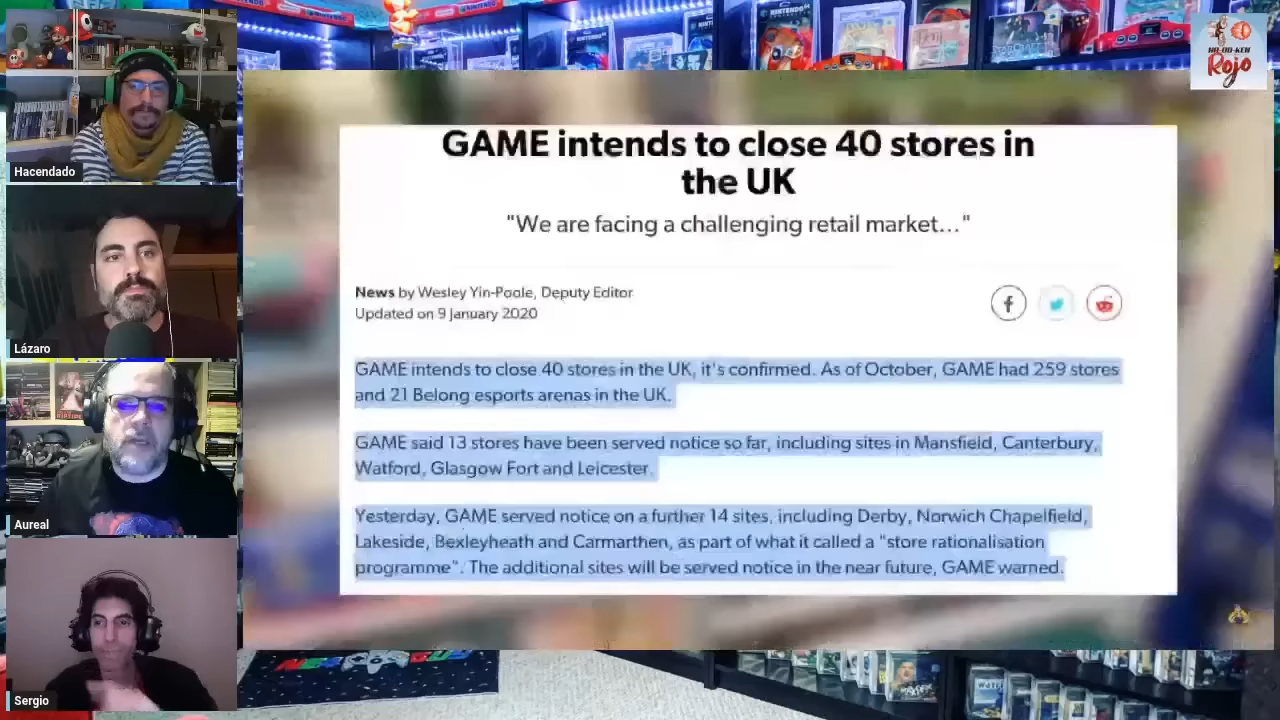 HA-DO-KEN
Rojo
Hacendado
Lázaro
Aureal
Sergio
GAME intends to close 40 stores in
the UK
"We are facing a challenging retail market..."
News by Wesley Yin-Poole, Deputy Editor
Updated on 9 January 2020
GAME intends to close 40 stores in the UK, it's confirmed. As of October, GAME had 259 stores
and 21 Belong esports arenas in the UK.
GAME said 13 stores have been served notice so far, including sites in Mansfield, Canterbury,
Watford, Glasgow Fort and Leicester.
Yesterday, GAME served notice on a further 14 sites, including Derby, Norwich Chapelfield,
Lakeside, Bexleyheath and Carmarthen, as part of what it called a "store rationalisation
programme". The additional sites will be served notice in the near future, GAME warned.